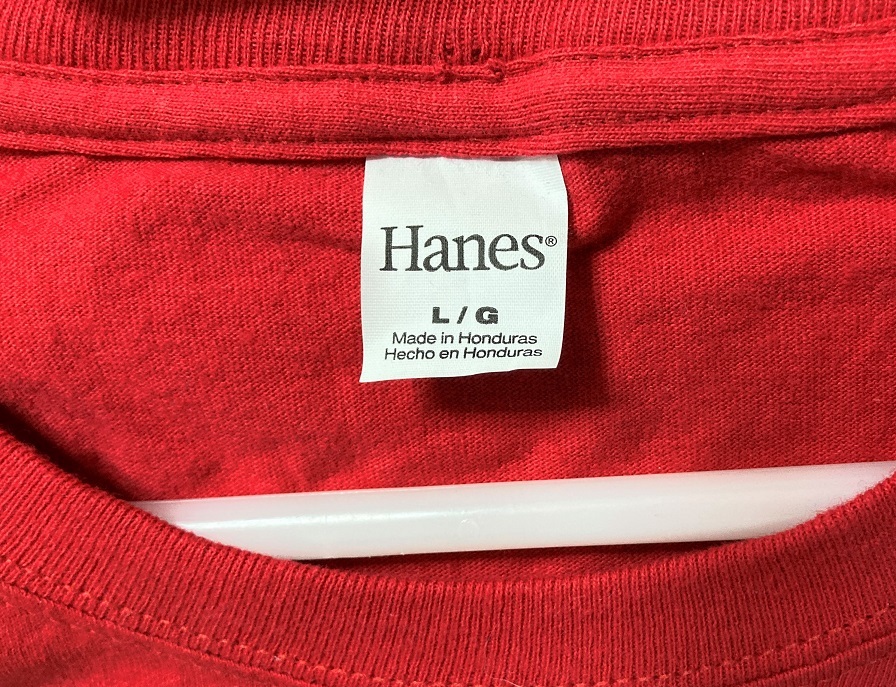 Hanes®
L / G
Made in Honduras
Hecho en Honduras